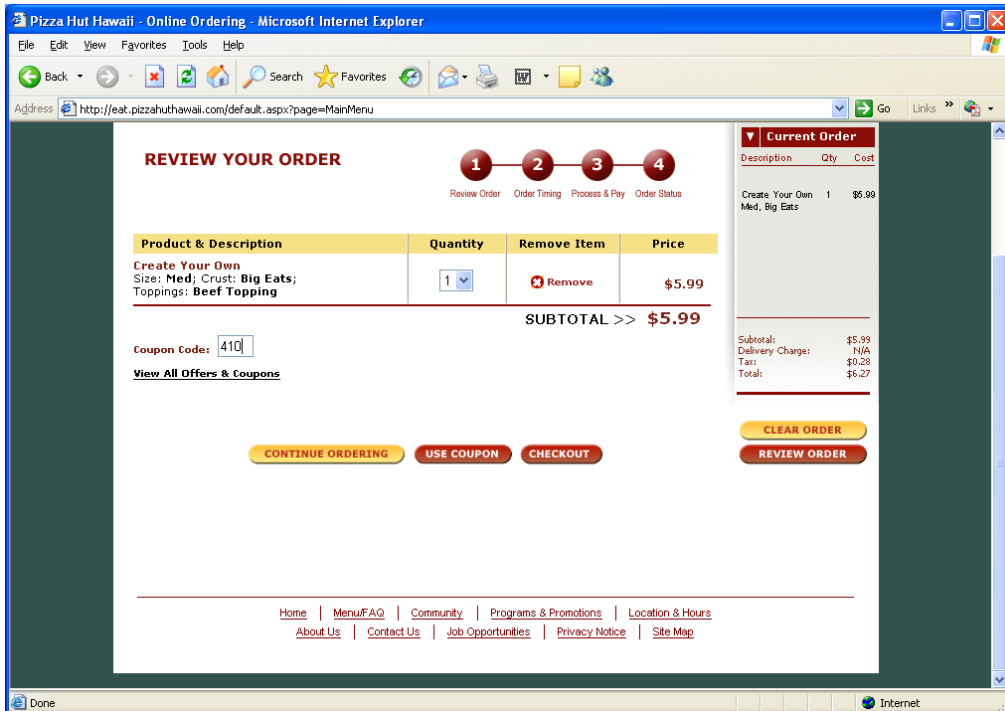 Pizza Hut Hawaii - Online Ordering - Microsoft Internet Explorer
File Edit View Favorites Tools Help
Back Search Favorites
Address http://eat.pizzahuthawaii.com/default.aspx?page=MainMenu Go Links »
REVIEW YOUR ORDER
1 2 3 4
Review Order Order Timing Process & Pay Order Status
Product & Description Quantity Remove Item Price
Create Your Own
Size: Med; Crust: Big Eats;
Toppings: Beef Topping
1 Remove $5.99
SUBTOTAL >> $5.99
Coupon Code: 410
View All Offers & Coupons
CONTINUE ORDERING USE COUPON CHECKOUT
Current Order
Description Qty Cost
Create Your Own 1 $5.99
Med, Big Eats
Subtotal: $5.99
Delivery Charge: N/A
Tax: $0.28
Total: $6.27
CLEAR ORDER
REVIEW ORDER
Home | Menu/FAQ | Community | Programs & Promotions | Location & Hours
About Us | Contact Us | Job Opportunities | Privacy Notice | Site Map
Done Internet